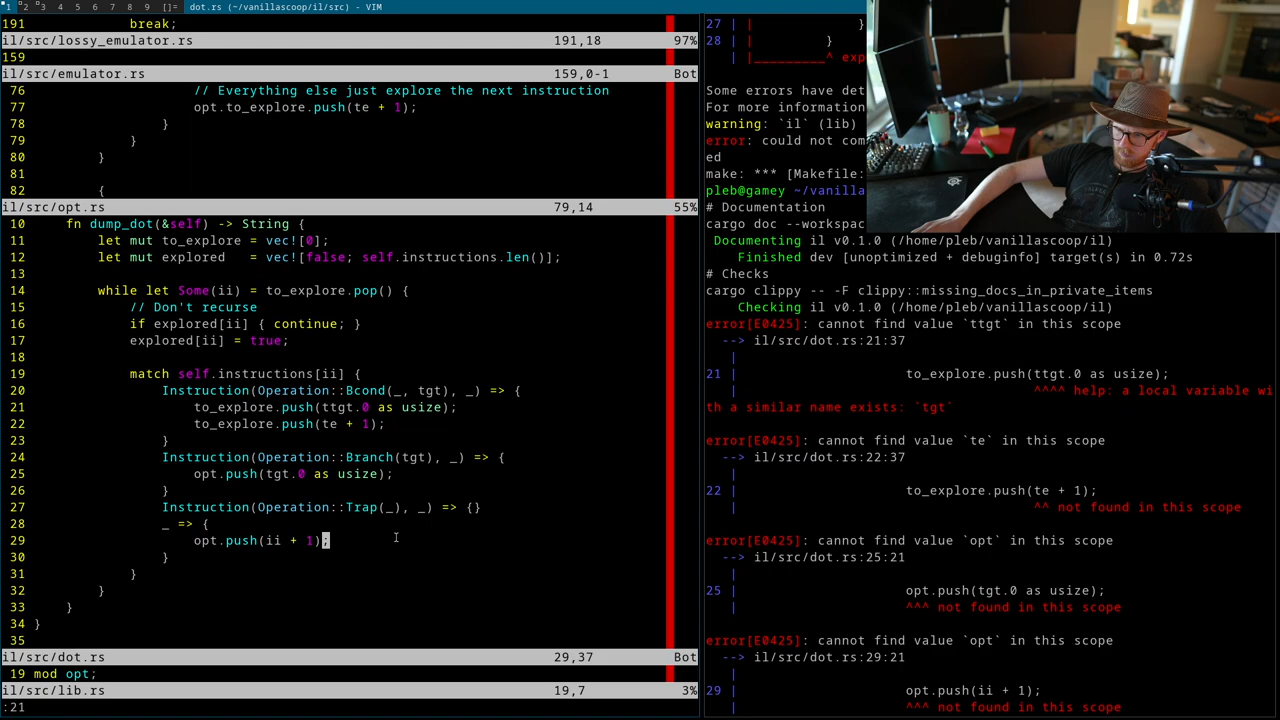 1 2 3 4 5 6 7 8 9 []= dot.rs (~/vanillascoop/il/src) - VIM
191             break;
il/src/lossy_emulator.rs 191,18 97%
159
il/src/emulator.rs 159,0-1 Bot
76                     // Everything else just explore the next instruction
77                     opt.to_explore.push(te + 1);
78                 }
79             }
80         }
81
82         {
il/src/opt.rs 79,14 55%
10     fn dump_dot(&self) -> String {
11         let mut to_explore = vec![0];
12         let mut explored   = vec![false; self.instructions.len()];
13
14         while let Some(ii) = to_explore.pop() {
15             // Don't recurse
16             if explored[ii] { continue; }
17             explored[ii] = true;
18
19             match self.instructions[ii] {
20                 Instruction(Operation::Bcond(_, tgt), _) => {
21                     to_explore.push(ttgt.0 as usize);
22                     to_explore.push(te + 1);
23                 }
24                 Instruction(Operation::Branch(tgt), _) => {
25                     opt.push(tgt.0 as usize);
26                 }
27                 Instruction(Operation::Trap(_), _) => {}
28                 _ => {
29                     opt.push(ii + 1);
30                 }
31             }
32         }
33     }
34 }
35
il/src/dot.rs 29,37 Bot
19 mod opt;
il/src/lib.rs 19,7 3%
:21
27 | |             }
28 | |         }
   | |_________^ exp
Some errors have det
For more information
warning: `il` (lib)
error: could not com
ed
make: *** [Makefile:
pleb@gamey ~/vanilla
# Documentation
cargo doc --workspac
 Documenting il v0.1.0 (/home/pleb/vanillascoop/il)
    Finished dev [unoptimized + debuginfo] target(s) in 0.72s
# Checks
cargo clippy -- -F clippy::missing_docs_in_private_items
    Checking il v0.1.0 (/home/pleb/vanillascoop/il)
error[E0425]: cannot find value `ttgt` in this scope
  --> il/src/dot.rs:21:37
   |
21 |                     to_explore.push(ttgt.0 as usize);
   |                                     ^^^^ help: a local variable wi
th a similar name exists: `tgt`
error[E0425]: cannot find value `te` in this scope
  --> il/src/dot.rs:22:37
   |
22 |                     to_explore.push(te + 1);
   |                                     ^^ not found in this scope
error[E0425]: cannot find value `opt` in this scope
  --> il/src/dot.rs:25:21
   |
25 |                     opt.push(tgt.0 as usize);
   |                     ^^^ not found in this scope
error[E0425]: cannot find value `opt` in this scope
  --> il/src/dot.rs:29:21
   |
29 |                     opt.push(ii + 1);
   |                     ^^^ not found in this scope